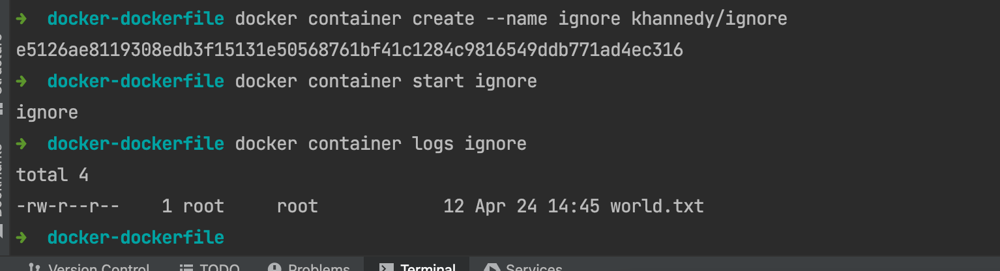 ➜ docker-dockerfile docker container create --name ignore khannedy/ignore
e5126ae8119308edb3f15131e50568761bf41c1284c9816549ddb771ad4ec316
➜ docker-dockerfile docker container start ignore
ignore
➜ docker-dockerfile docker container logs ignore
total 4
-rw-r--r--    1 root     root            12 Apr 24 14:45 world.txt
➜ docker-dockerfile
Version Control TODO Problems Terminal Services